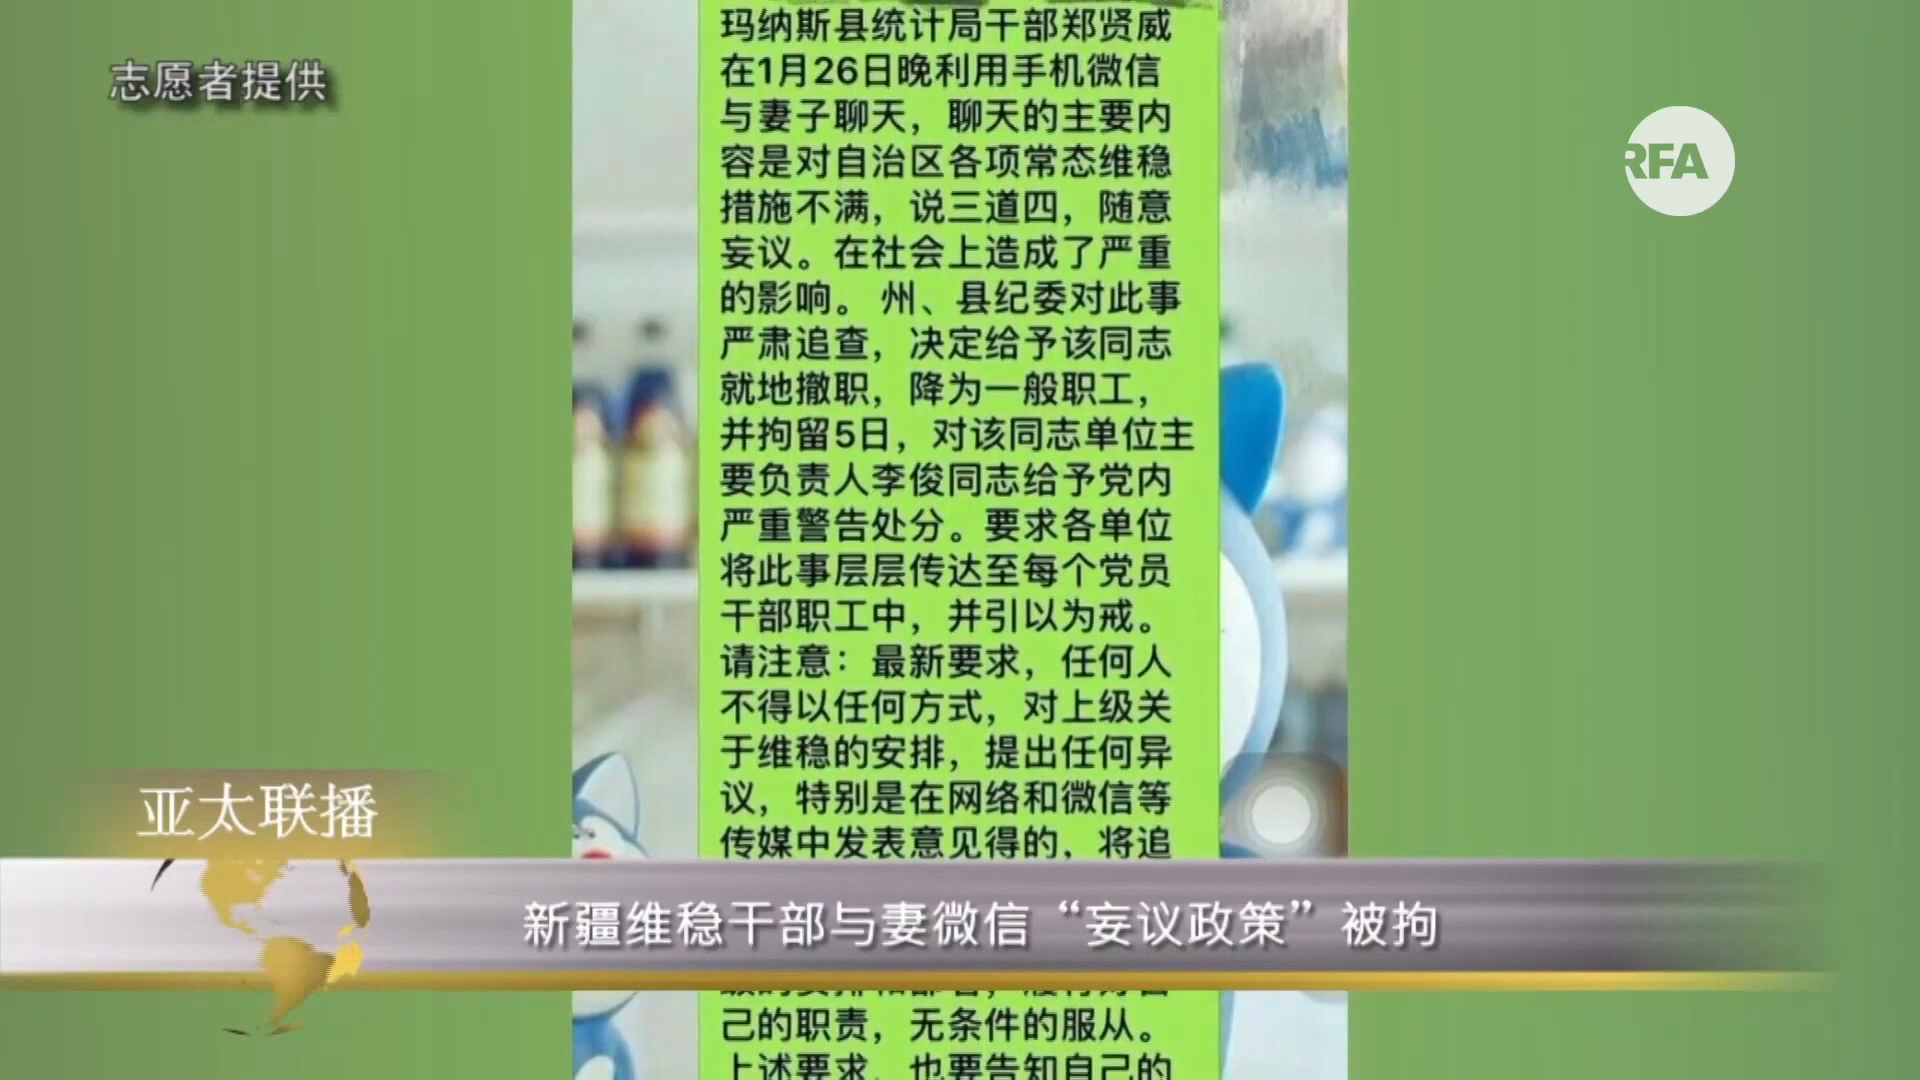 玛纳斯县统计局干部郑贤威
在1月26日晚利用手机微信
与妻子聊天，聊天的主要内
容是对自治区各项常态维稳
措施不满，说三道四，随意
妄议。在社会上造成了严重
的影响。 州、县纪委对此事
严肃追查，决定给予该同志
就地撤职，降为一般职工，
并拘留5日，对该同志单位主
要负责人李俊同志给予党内
严重警告处分。要求各单位
将此事层层传达至每个党员
干部职工中，并引以为戒。
请注意：最新要求，任何人
不得以任何方式，对上级关
于维稳的安排，提出任何异
议，特别是在网络和微信等
传媒中发表意见得的，将追
己的职责，无条件的服从。
上述要求，也要告知自己的
志愿者提供
RFA
亚太联播
新疆维稳干部与妻微信“妄议政策”被拘